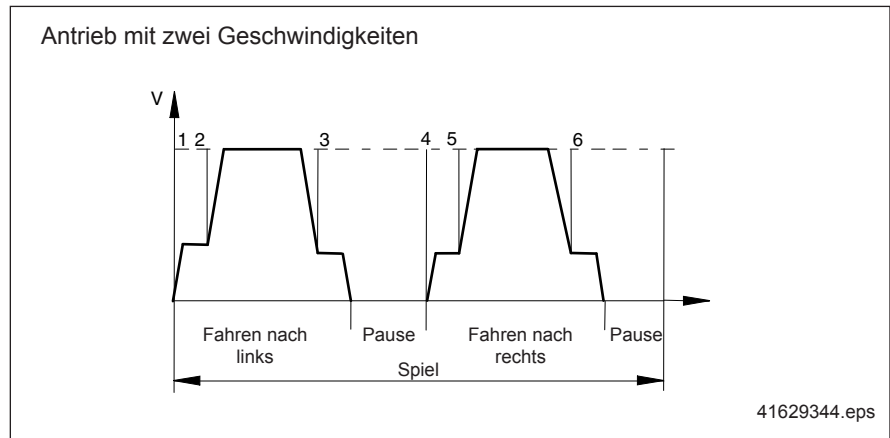 Antrieb mit zwei Geschwindigkeiten
V
1 2 3 4 5 6
Fahren nach links
Pause
Fahren nach rechts
Pause
Spiel
41629344.eps